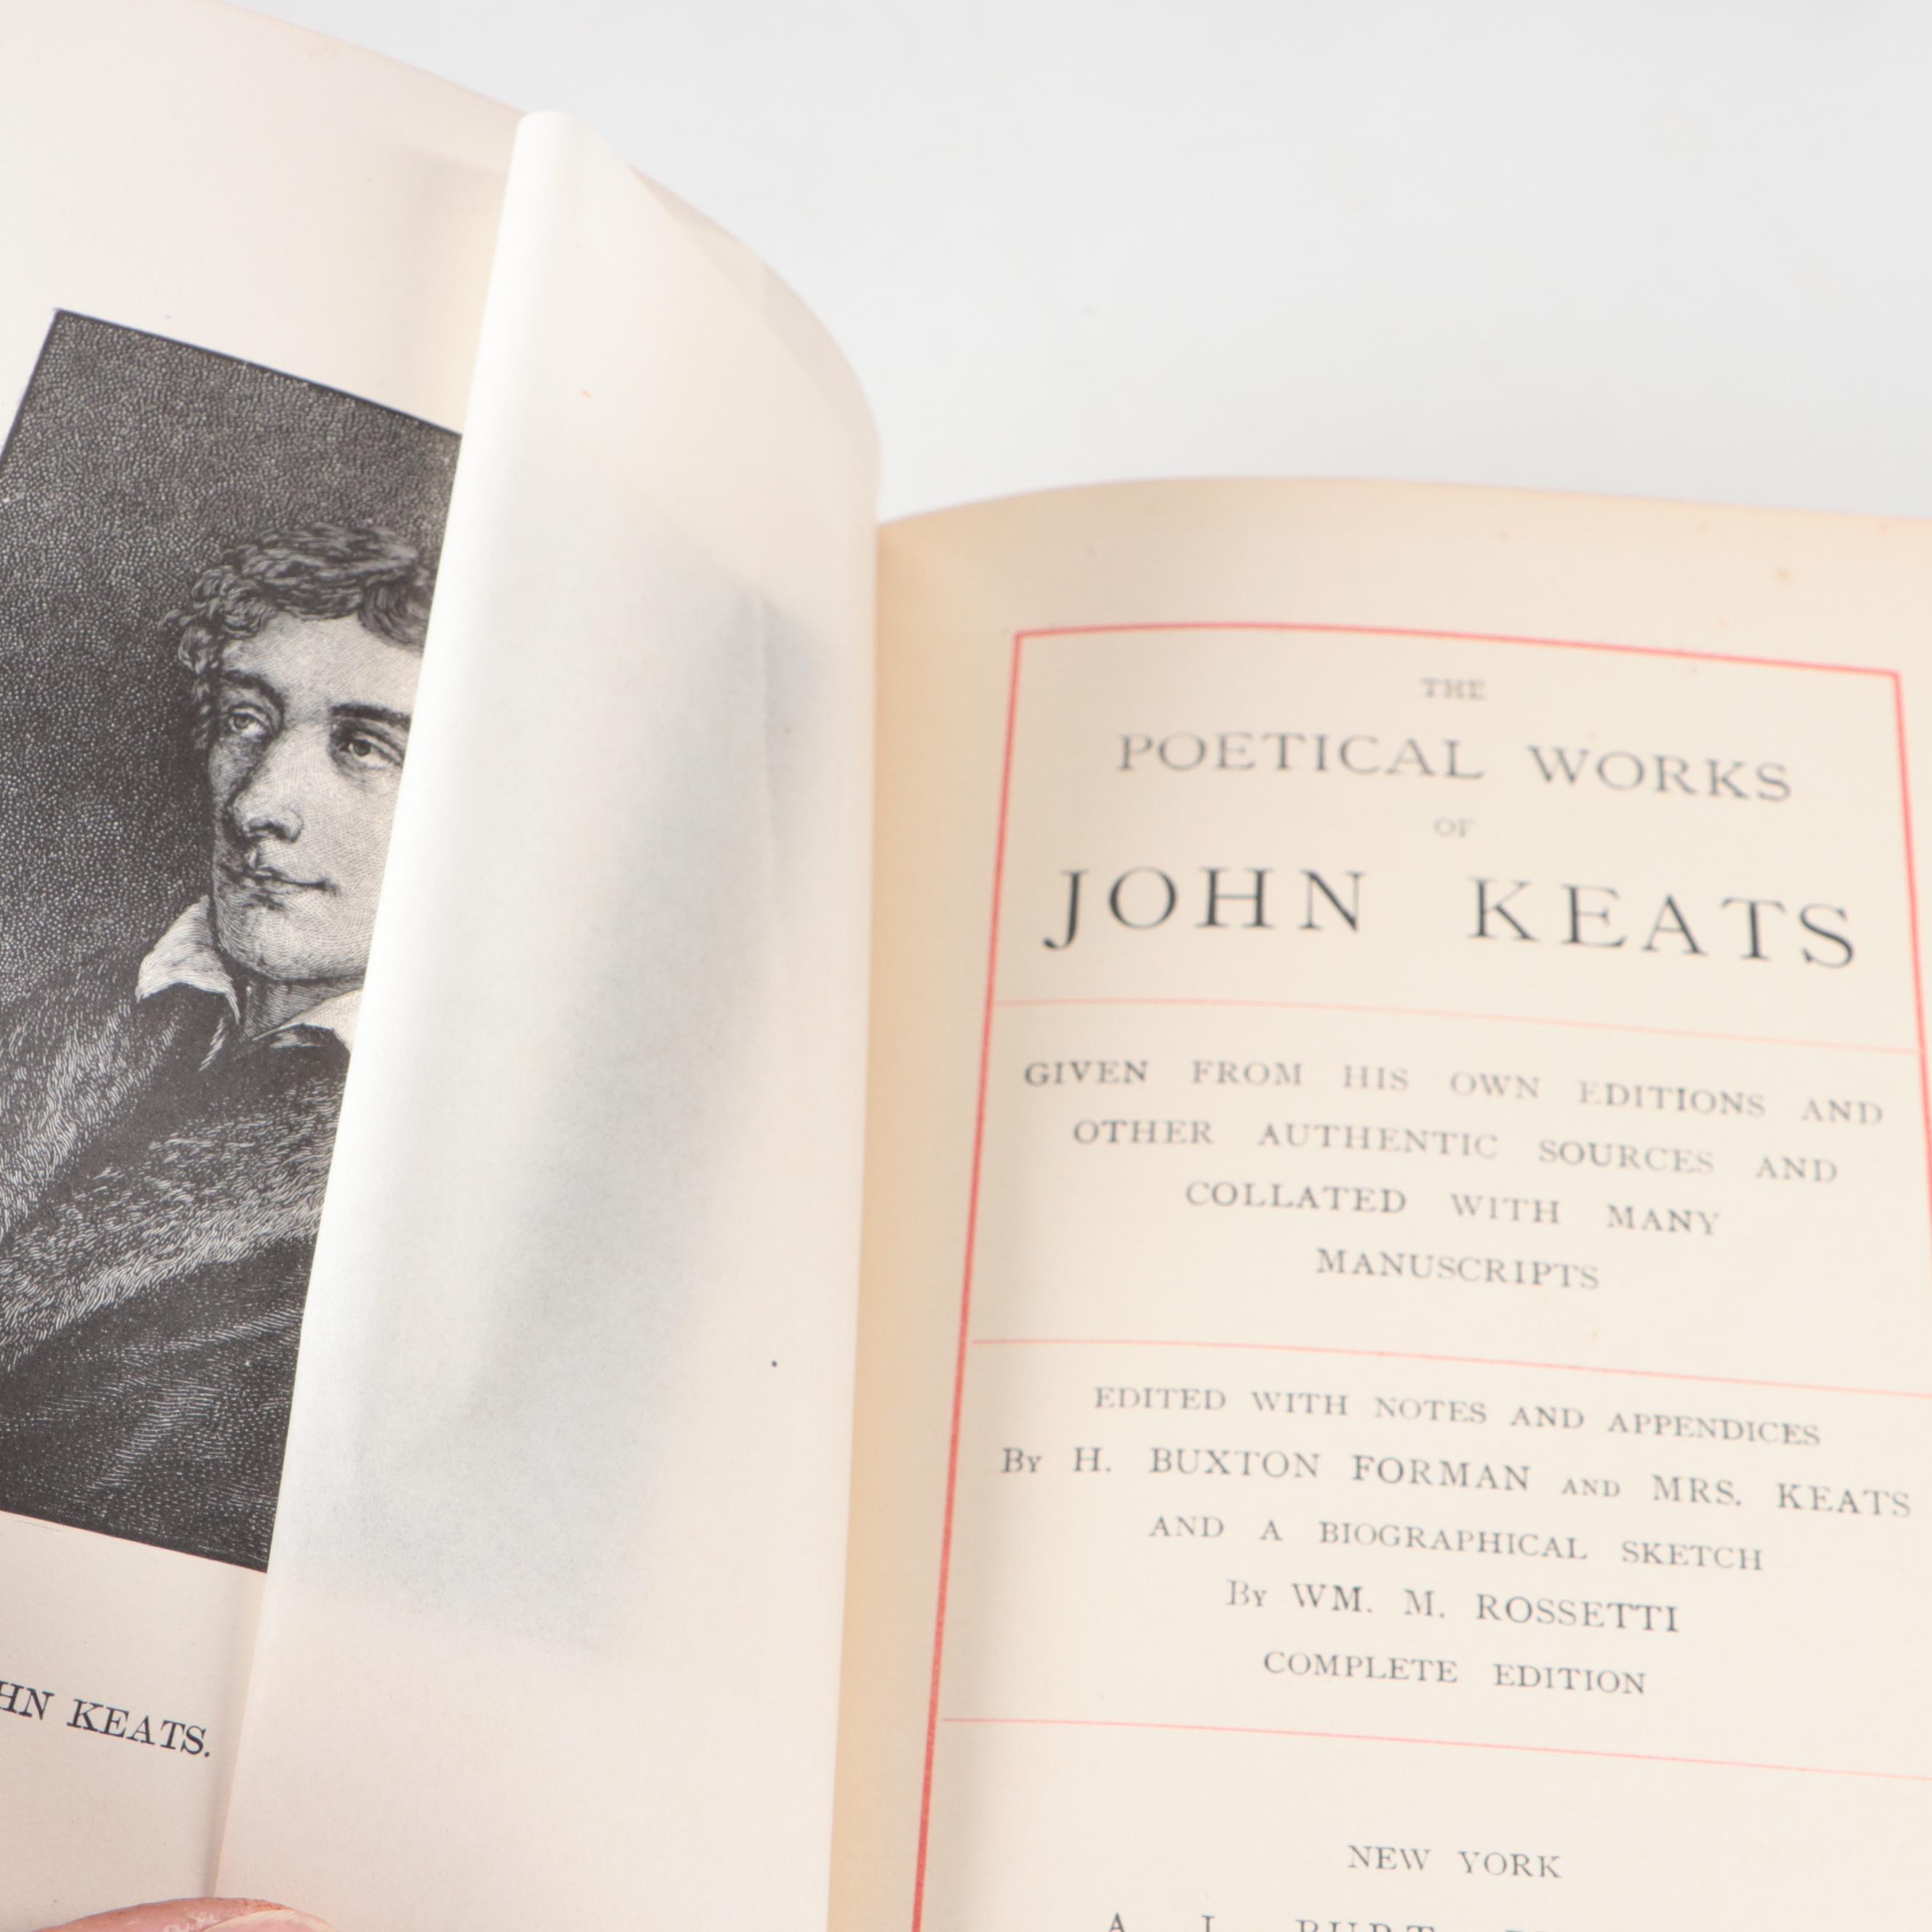 HN KEATS.
THE
POETICAL WORKS
OF
JOHN KEATS
GIVEN FROM HIS OWN EDITIONS AND
OTHER AUTHENTIC SOURCES AND
COLLATED WITH MANY
MANUSCRIPTS
EDITED WITH NOTES AND APPENDICES
By H. BUXTON FORMAN AND MRS. KEATS
AND A BIOGRAPHICAL SKETCH
By WM. M. ROSSETTI
COMPLETE EDITION
NEW YORK
A. L. BURT